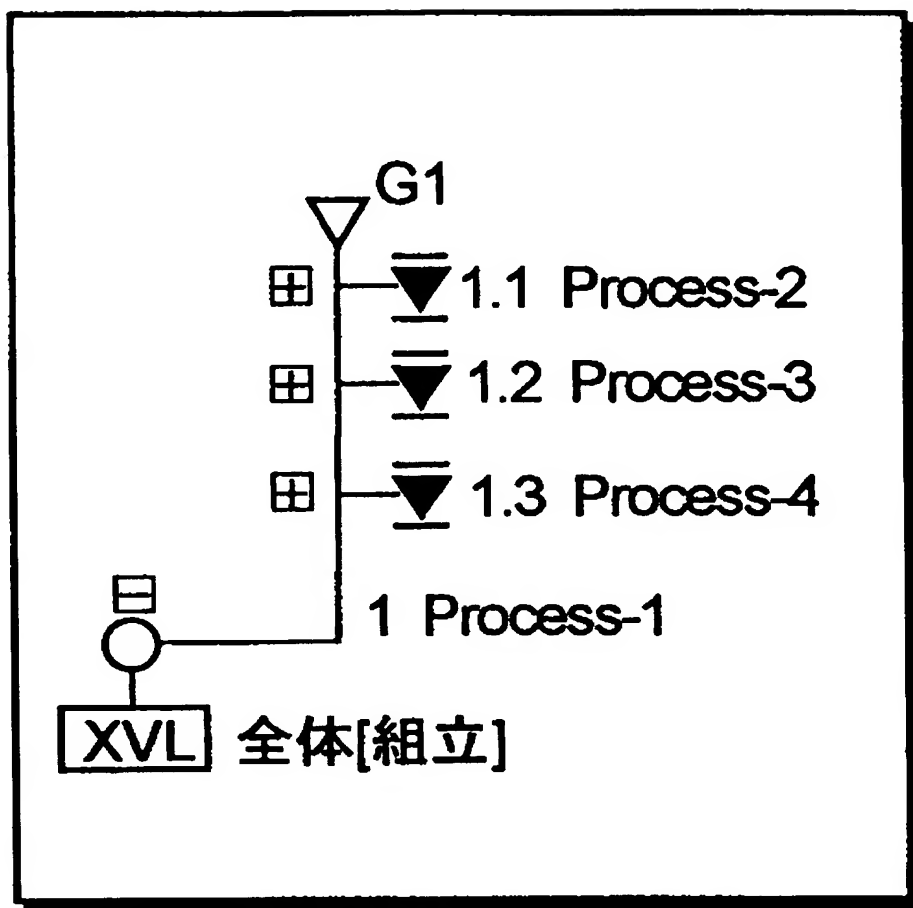 G1
1.1 Process-2
1.2 Process-3
1.3 Process-4
1 Process-1
XVL 全体[組立]